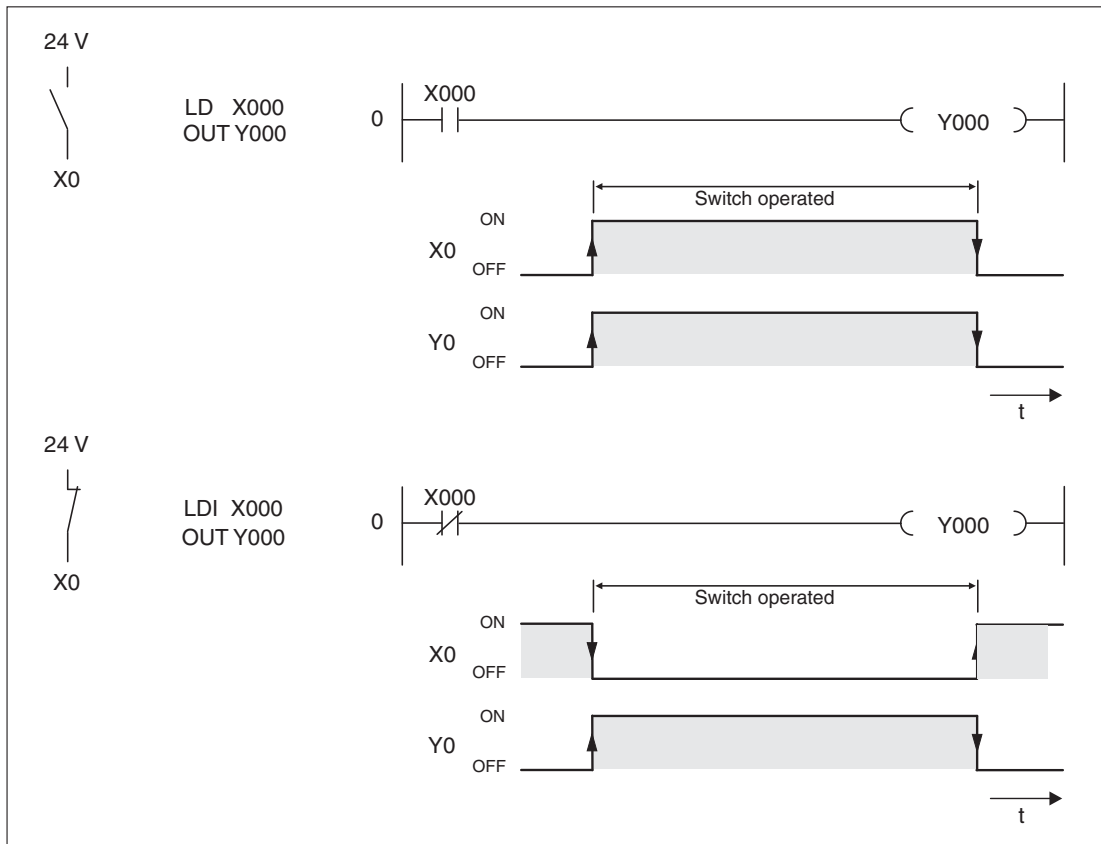 24 V
X0
LD X000
OUT Y000
0
X000
Y000
Switch operated
X0
ON
OFF
Y0
ON
OFF
t
24 V
X0
LDI X000
OUT Y000
0
X000
Y000
Switch operated
X0
ON
OFF
Y0
ON
OFF
t